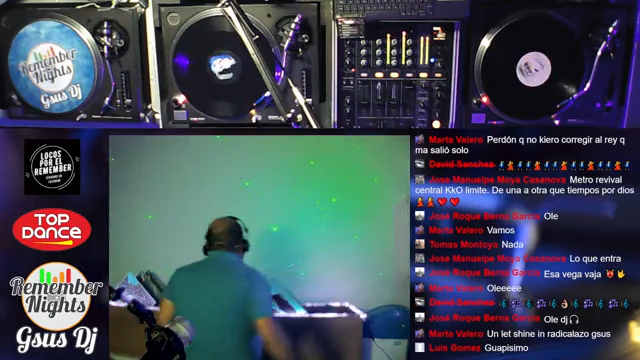 Remember
Nights
Gsus Dj
LOCOS
POR EL
REMEMBER
TOP
DANCE
Remember
Nights
Gsus Dj
Marta Valero Perdón q no kiero corregir al rey q
ma salió solo
David Sanchez
Jose Manuelpe Moya Casanova Metro revival
central KkO limite. De una a otra que tiempos por dios
José Roque Berna García Ole
Marta Valero Vamos
Tomas Montoya Nada
Jose Manuelpe Moya Casanova Lo que entra
José Roque Berna García Esa vega vaja
Marta Valero Oleeeee
David Sanchez
José Roque Berna García Ole dj
Marta Valero Un let shine in radicalazo gsus
Luis Gomez Guapisimo